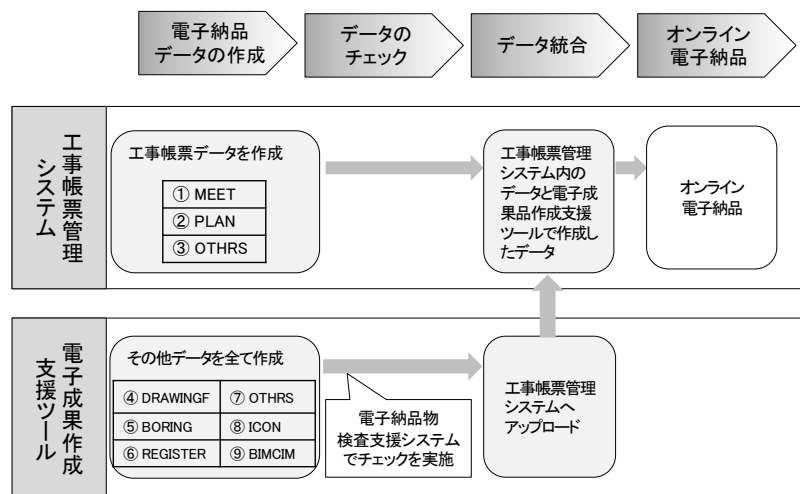 電子納品
データの作成
データの
チェック
データ統合
オンライン
電子納品
工事帳票管理
システム
工事帳票データを作成
① MEET
② PLAN
③ OTHRS
工事帳票管理
システム内の
データと電子成
果品作成支援
ツールで作成し
たデータ
オンライン
電子納品
電子成果作成
支援ツール
その他データを全て作成
④ DRAWINGF
⑦ OTHRS
⑤ BORING
⑧ ICON
⑥ REGISTER
⑨ BIMCIM
電子納品物
検査支援システム
でチェックを実施
工事帳票管理
システムへ
アップロード